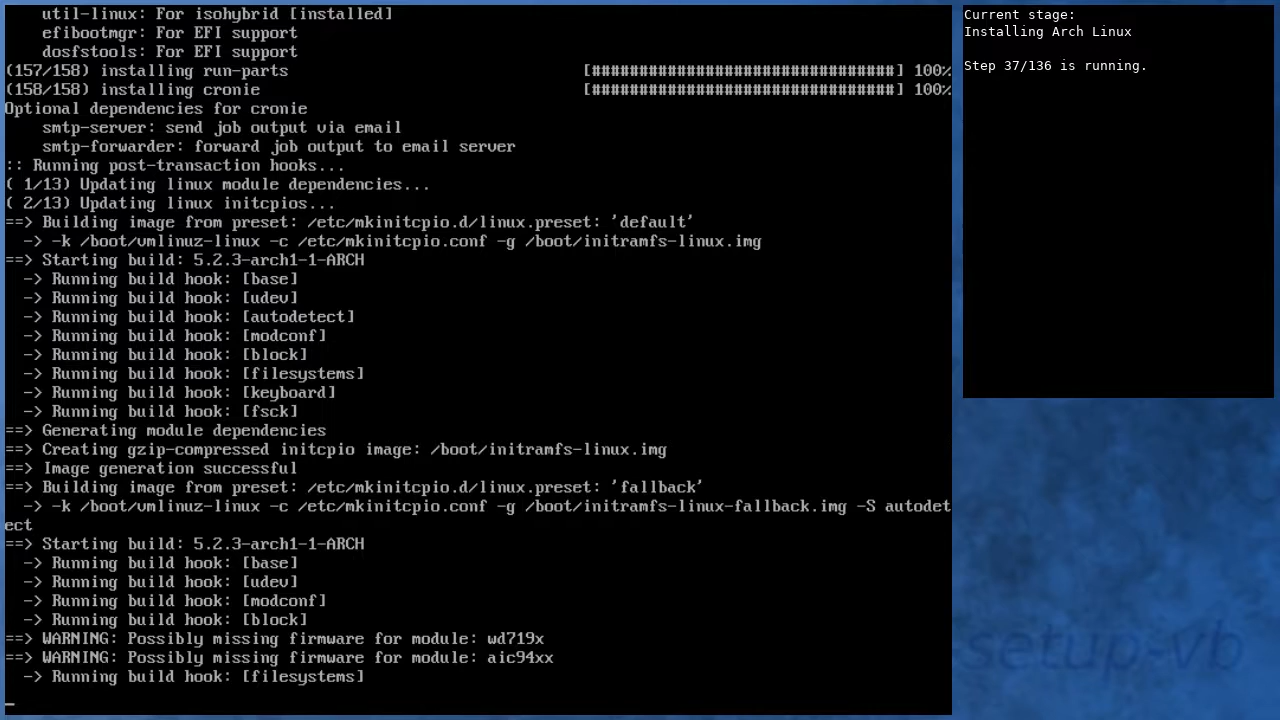 util-linux: For isohybrid [installed]
efibootmgr: For EFI support
dosfstools: For EFI support
(157/158) installing run-parts [################################] 100%
(158/158) installing cronie [################################] 100%
Optional dependencies for cronie
smtp-server: send job output via email
smtp-forwarder: forward job output to email server
:: Running post-transaction hooks...
( 1/13) Updating linux module dependencies...
( 2/13) Updating linux initcpios...
==> Building image from preset: /etc/mkinitcpio.d/linux.preset: 'default'
-> -k /boot/vmlinuz-linux -c /etc/mkinitcpio.conf -g /boot/initramfs-linux.img
==> Starting build: 5.2.3-arch1-1-ARCH
-> Running build hook: [base]
-> Running build hook: [udev]
-> Running build hook: [autodetect]
-> Running build hook: [modconf]
-> Running build hook: [block]
-> Running build hook: [filesystems]
-> Running build hook: [keyboard]
-> Running build hook: [fsck]
==> Generating module dependencies
==> Creating gzip-compressed initcpio image: /boot/initramfs-linux.img
==> Image generation successful
==> Building image from preset: /etc/mkinitcpio.d/linux.preset: 'fallback'
-> -k /boot/vmlinuz-linux -c /etc/mkinitcpio.conf -g /boot/initramfs-linux-fallback.img -S autodet
ect
==> Starting build: 5.2.3-arch1-1-ARCH
-> Running build hook: [base]
-> Running build hook: [udev]
-> Running build hook: [modconf]
-> Running build hook: [block]
==> WARNING: Possibly missing firmware for module: wd719x
==> WARNING: Possibly missing firmware for module: aic94xx
-> Running build hook: [filesystems]
_
Current stage:
Installing Arch Linux
Step 37/136 is running.
setup-vb